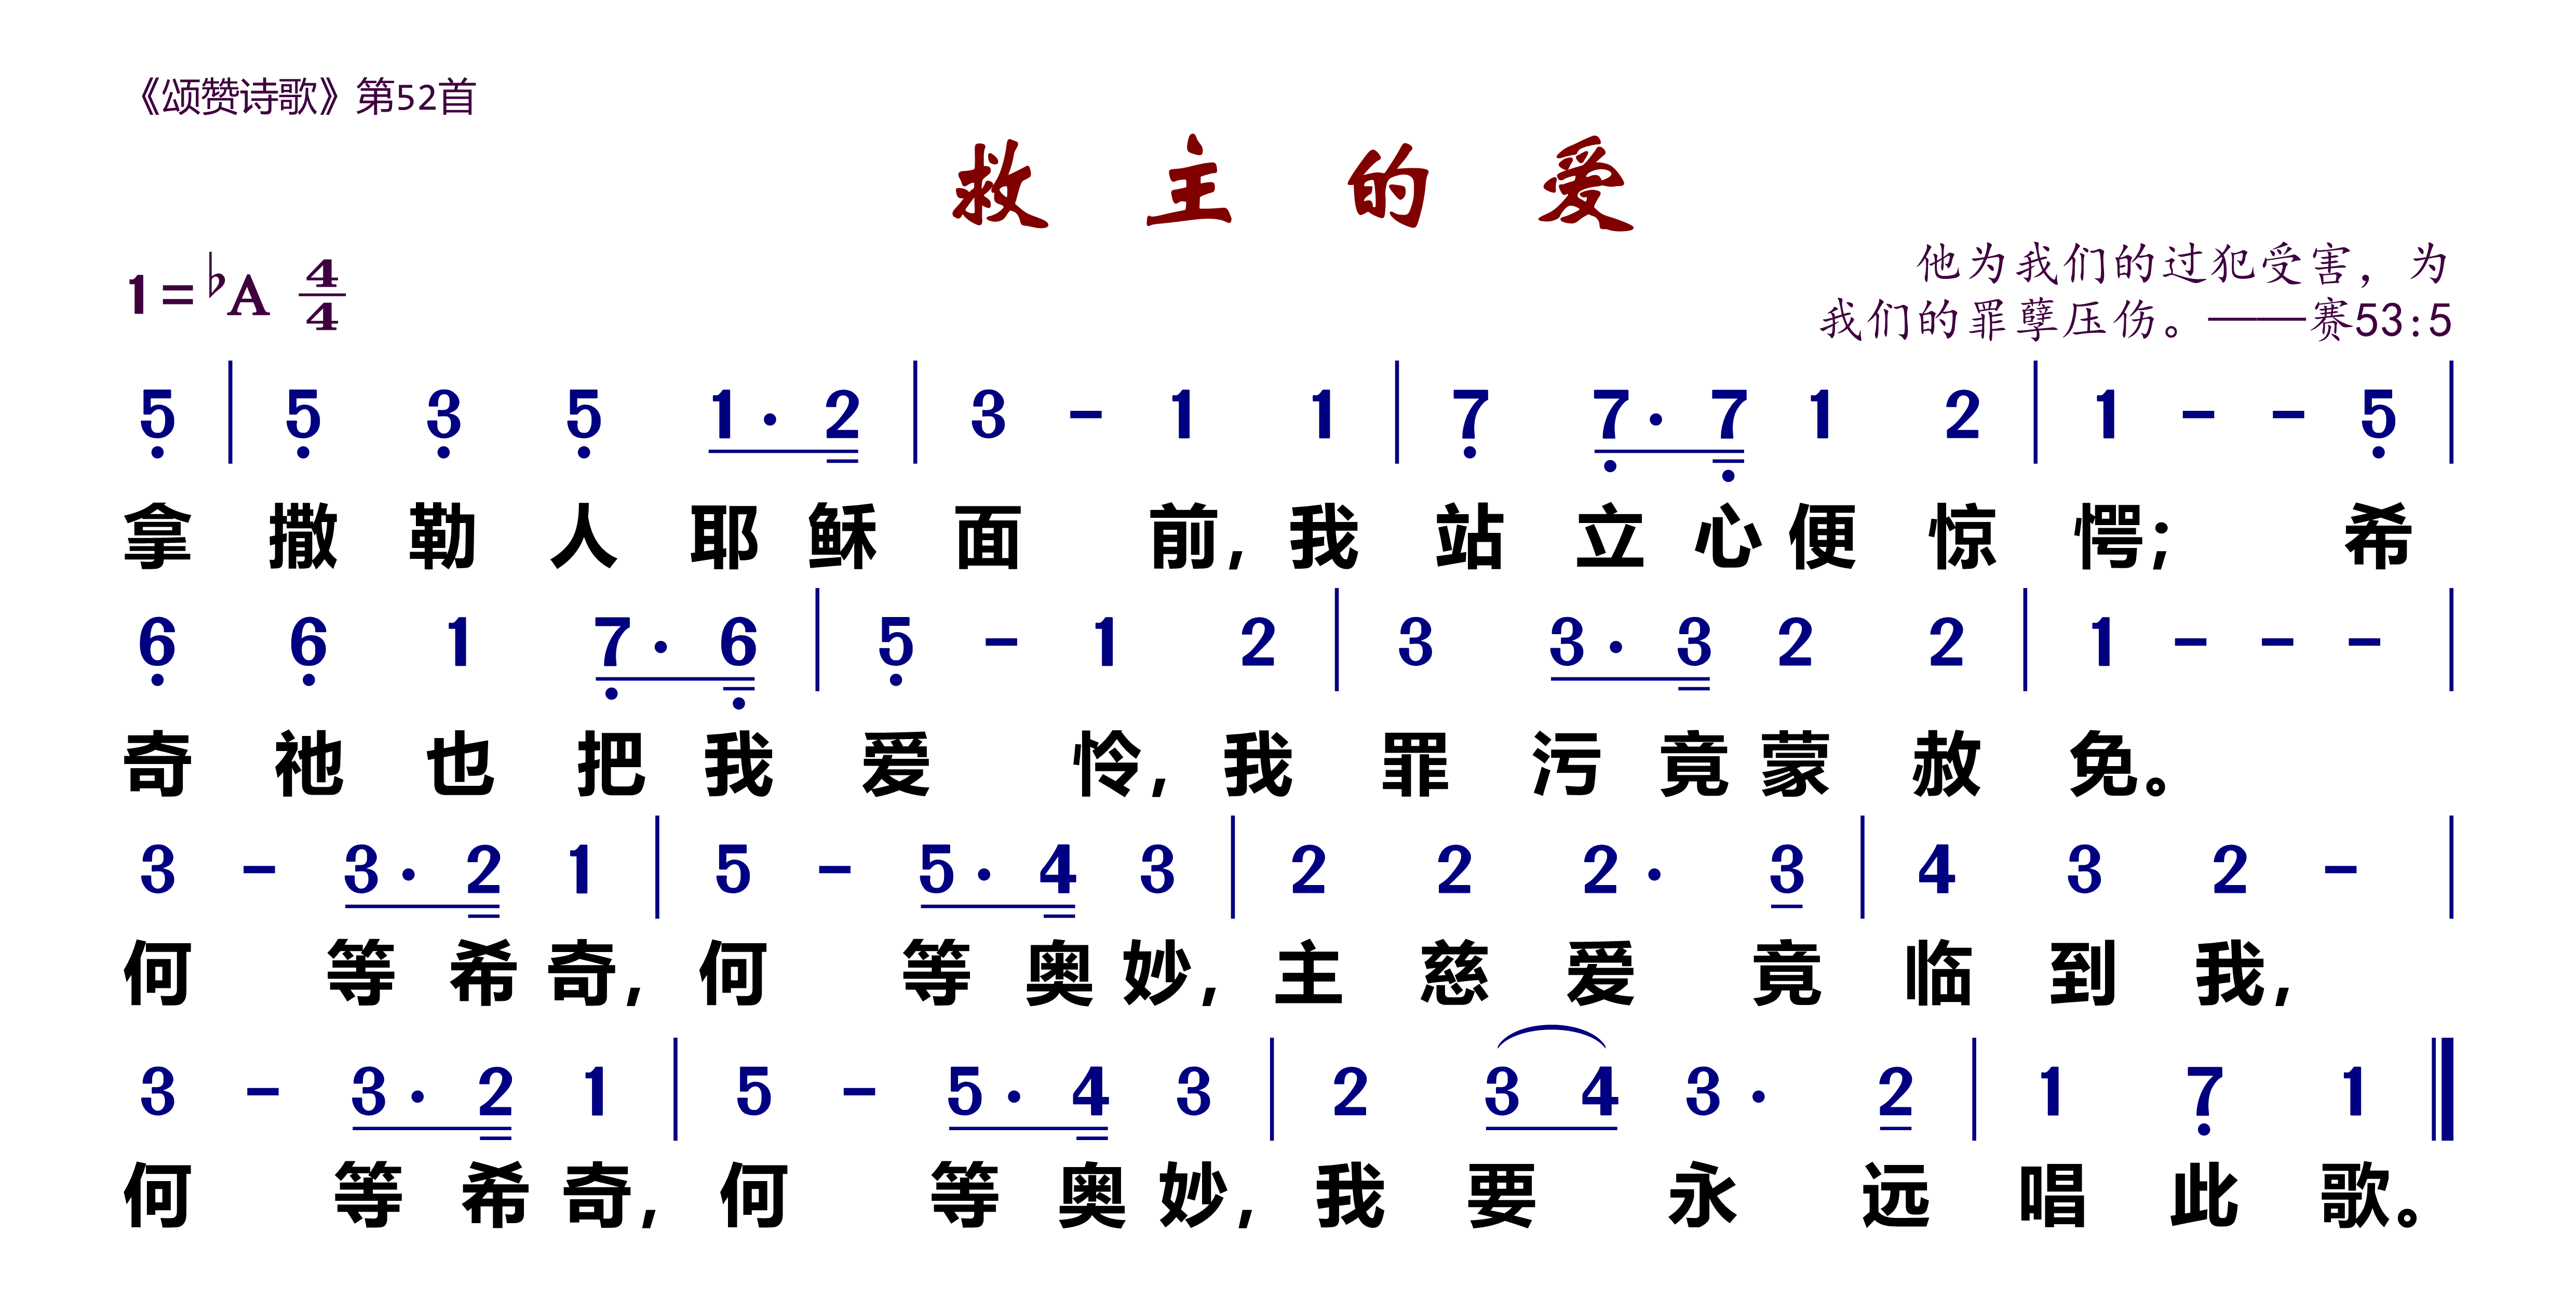 《颂赞诗歌》第52首
救主的爱
1=♭A 4/4
他为我们的过犯受害，为
我们的罪孽压伤。——赛53:5
5̣ | 5̣ 3̣ 5̣ 1· 2 | 3 - 1 1 | 7̣ 7̣· 7̣ 1 2 | 1 - - 5̣ |
拿撒勒人耶稣面前，我站立心便惊愕；希
6̣ 6̣ 1 7̣· 6̣ | 5̣ - 1 2 | 3 3· 3 2 2 | 1 - - - |
奇祂也把我爱怜，我罪污竟蒙赦免。
3 - 3· 2 1 | 5 - 5· 4 3 | 2 2 2· 3 | 4 3 2 - |
何等希奇，何等奥妙，主慈爱竟临到我，
3 - 3· 2 1 | 5 - 5· 4 3 | 2 3 4 3· 2 | 1 7̣ 1 ‖
何等希奇，何等奥妙，我要永远唱此歌。